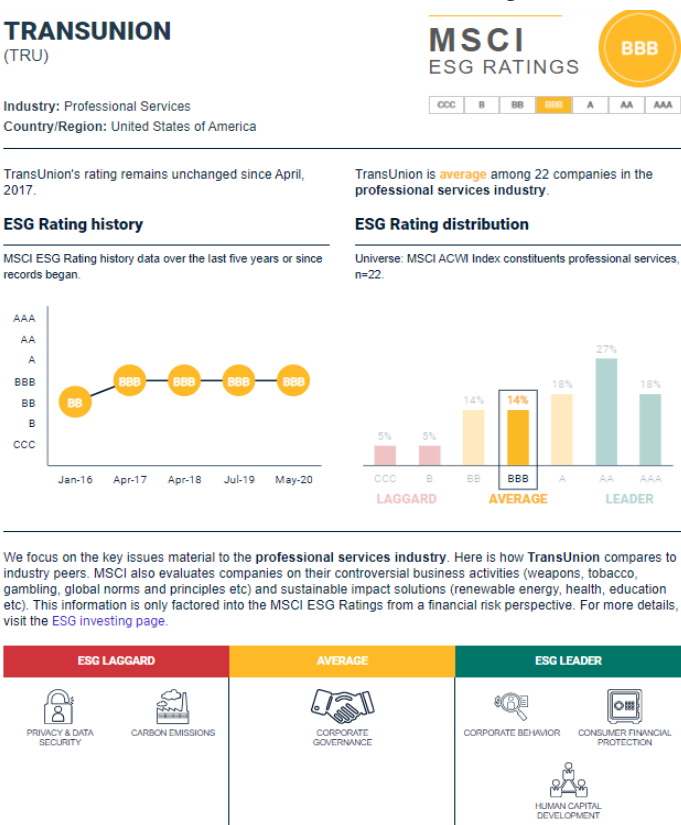 TRANSUNION
(TRU)
MSCI
ESG RATINGS
BBB
CCC B BB BBB A AA AAA
Industry: Professional Services
Country/Region: United States of America
TransUnion's rating remains unchanged since April,
2017.
ESG Rating history
MSCI ESG Rating history data over the last five years or since
records began.
AAA
AA
A
BBB
BB
B
CCC
BB BBB BBB BBB BBB
Jan-16 Apr-17 Apr-18 Jul-19 May-20
TransUnion is average among 22 companies in the
professional services industry.
ESG Rating distribution
Universe: MSCI ACWI Index constituents professional services,
n=22.
5% 5% 14% 14% 18% 27% 18%
CCC B BB BBB A AA AAA
LAGGARD AVERAGE LEADER
We focus on the key issues material to the professional services industry. Here is how TransUnion compares to
industry peers. MSCI also evaluates companies on their controversial business activities (weapons, tobacco,
gambling, global norms and principles etc) and sustainable impact solutions (renewable energy, health, education
etc). This information is only factored into the MSCI ESG Ratings from a financial risk perspective. For more details,
visit the ESG investing page.
ESG LAGGARD
PRIVACY & DATA
SECURITY
CARBON EMISSIONS
AVERAGE
CORPORATE
GOVERNANCE
ESG LEADER
CORPORATE BEHAVIOR
CONSUMER FINANCIAL
PROTECTION
HUMAN CAPITAL
DEVELOPMENT